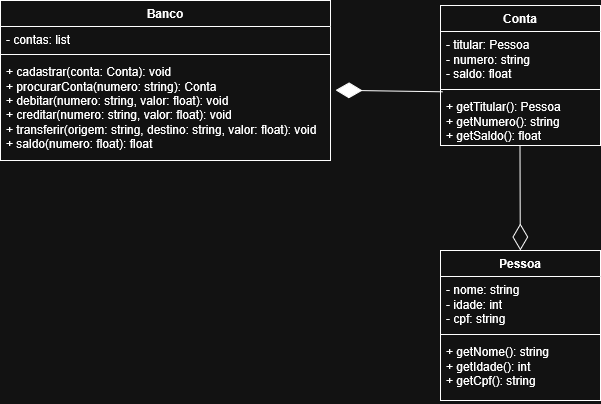 Banco
- contas: list
+ cadastrar(conta: Conta): void
+ procurarConta(numero: string): Conta
+ debitar(numero: string, valor: float): void
+ creditar(numero: string, valor: float): void
+ transferir(origem: string, destino: string, valor: float): void
+ saldo(numero: float): float
Conta
- titular: Pessoa
- numero: string
- saldo: float
+ getTitular(): Pessoa
+ getNumero(): string
+ getSaldo(): float
Pessoa
- nome: string
- idade: int
- cpf: string
+ getNome(): string
+ getIdade(): int
+ getCpf(): string